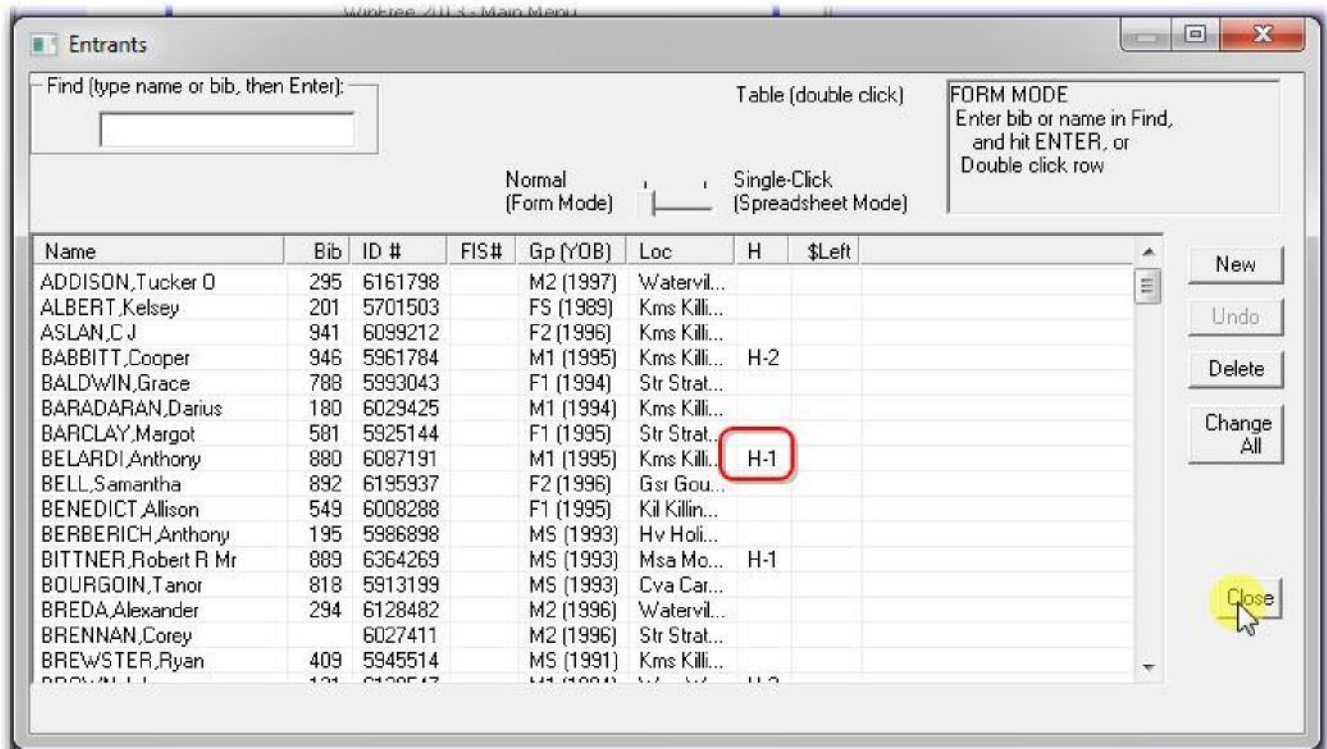 WinFree 2013 - Main Menu
Entrants
Find (type name or bib, then Enter):
Table (double click)
FORM MODE
Enter bib or name in Find,
and hit ENTER, or
Double click row
Normal
(Form Mode)
Single-Click
(Spreadsheet Mode)
Name Bib ID # FIS# Gp (YOB) Loc H $Left
ADDISON,Tucker O 295 6161798 M2 (1997) Watervil...
ALBERT,Kelsey 201 5701503 FS (1989) Kms Killi...
ASLAN,C J 941 6099212 F2 (1996) Kms Killi...
BABBITT,Cooper 946 5961784 M1 (1995) Kms Killi... H-2
BALDWIN,Grace 788 5993043 F1 (1994) Str Strat...
BARADARAN,Darius 180 6029425 M1 (1994) Kms Killi...
BARCLAY,Margot 581 5925144 F1 (1995) Str Strat...
BELARDI,Anthony 880 6087191 M1 (1995) Kms Killi... H-1
BELL,Samantha 892 6195937 F2 (1996) Gsr Gou...
BENEDICT,Allison 549 6008288 F1 (1995) Kil Killin...
BERBERICH,Anthony 195 5986898 MS (1993) Hv Holi...
BITTNER,Robert R Mr 889 6364269 MS (1993) Msa Mo... H-1
BOURGOIN,Tanor 818 5913199 MS (1993) Cva Car...
BREDA,Alexander 294 6128482 M2 (1996) Watervil...
BRENNAN,Corey 6027411 M2 (1996) Str Strat...
BREWSTER,Ryan 409 5945514 MS (1991) Kms Killi...
New
Undo
Delete
Change
All
Close